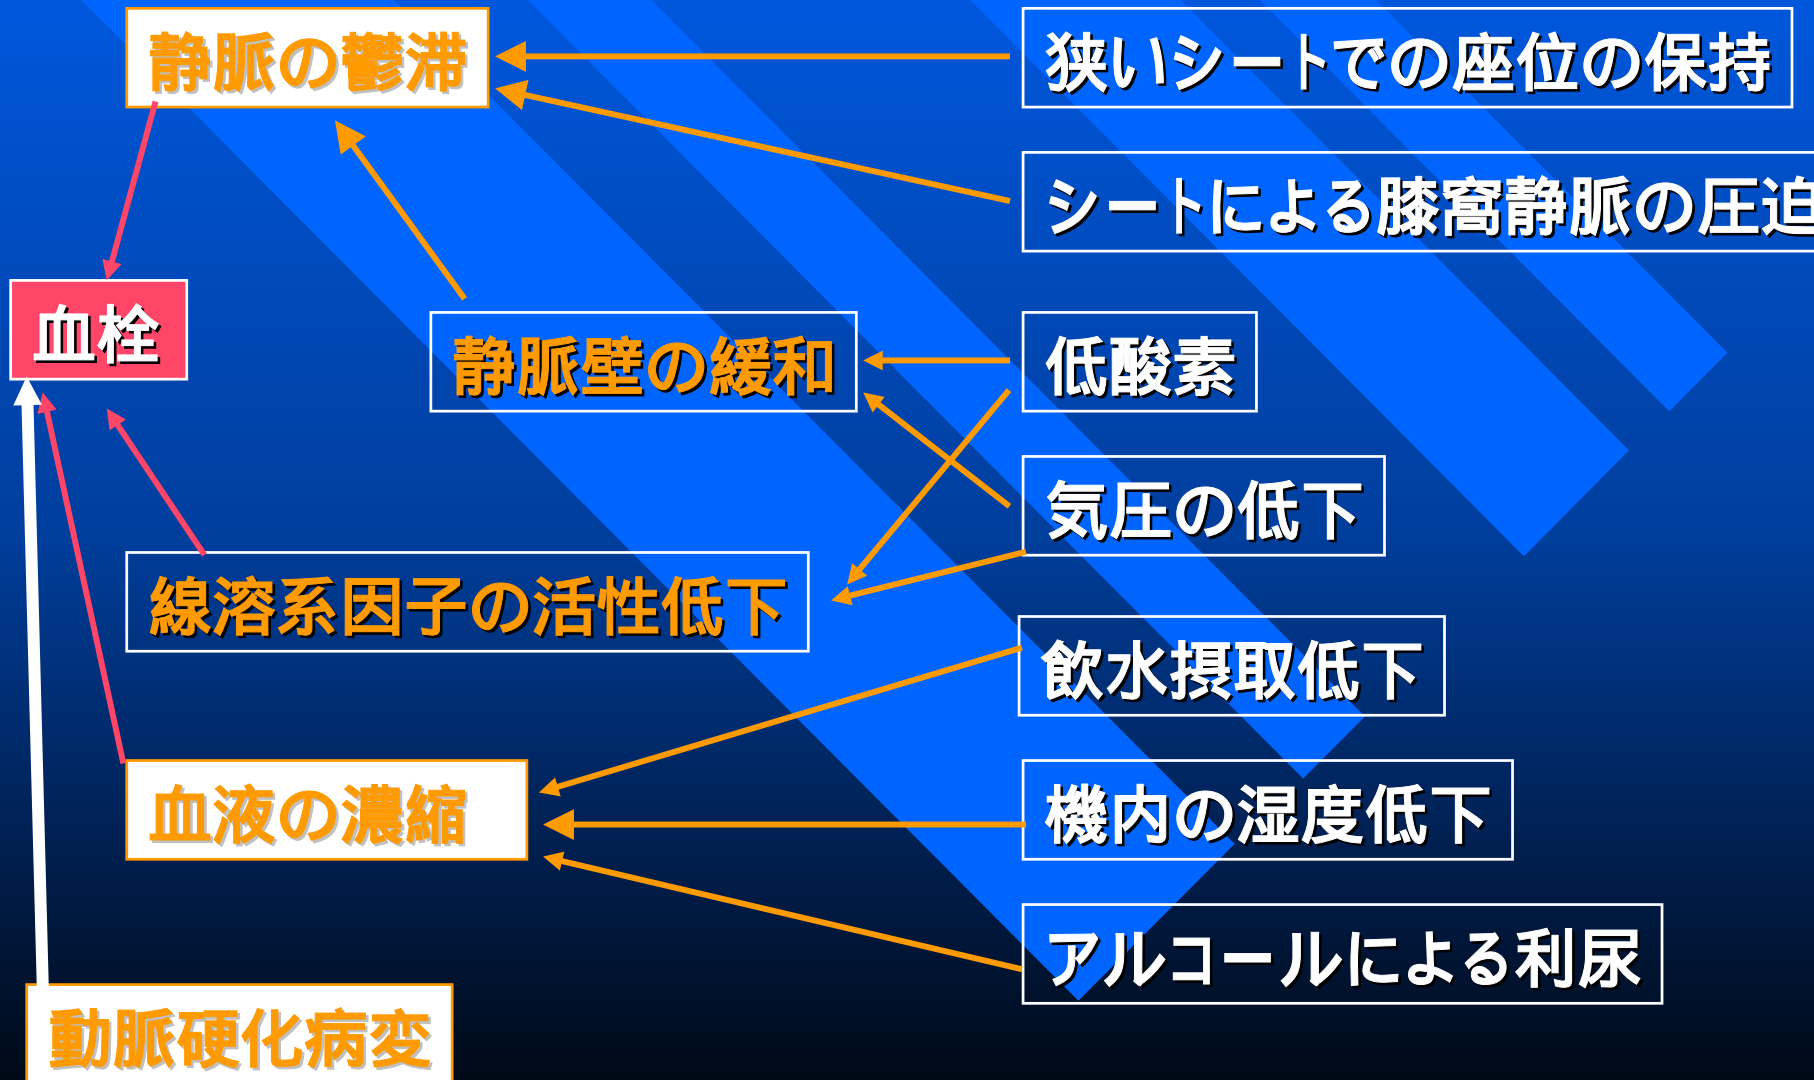 静脈の鬱滞
狭いシートでの座位の保持
シートによる膝窩静脈の圧迫
血栓
静脈壁の緩和
低酸素
気圧の低下
線溶系因子の活性低下
飲水摂取低下
血液の濃縮
機内の湿度低下
アルコールによる利尿
動脈硬化病変